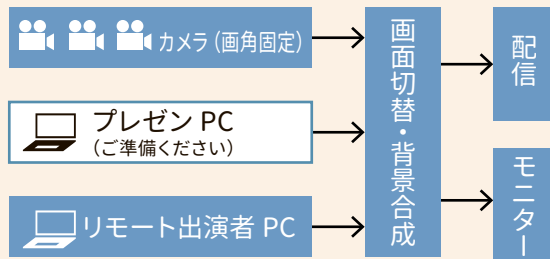 カメラ（画角固定）
プレゼン PC
（ご準備ください）
リモート出演者 PC
画面切替・背景合成
配信
モニター